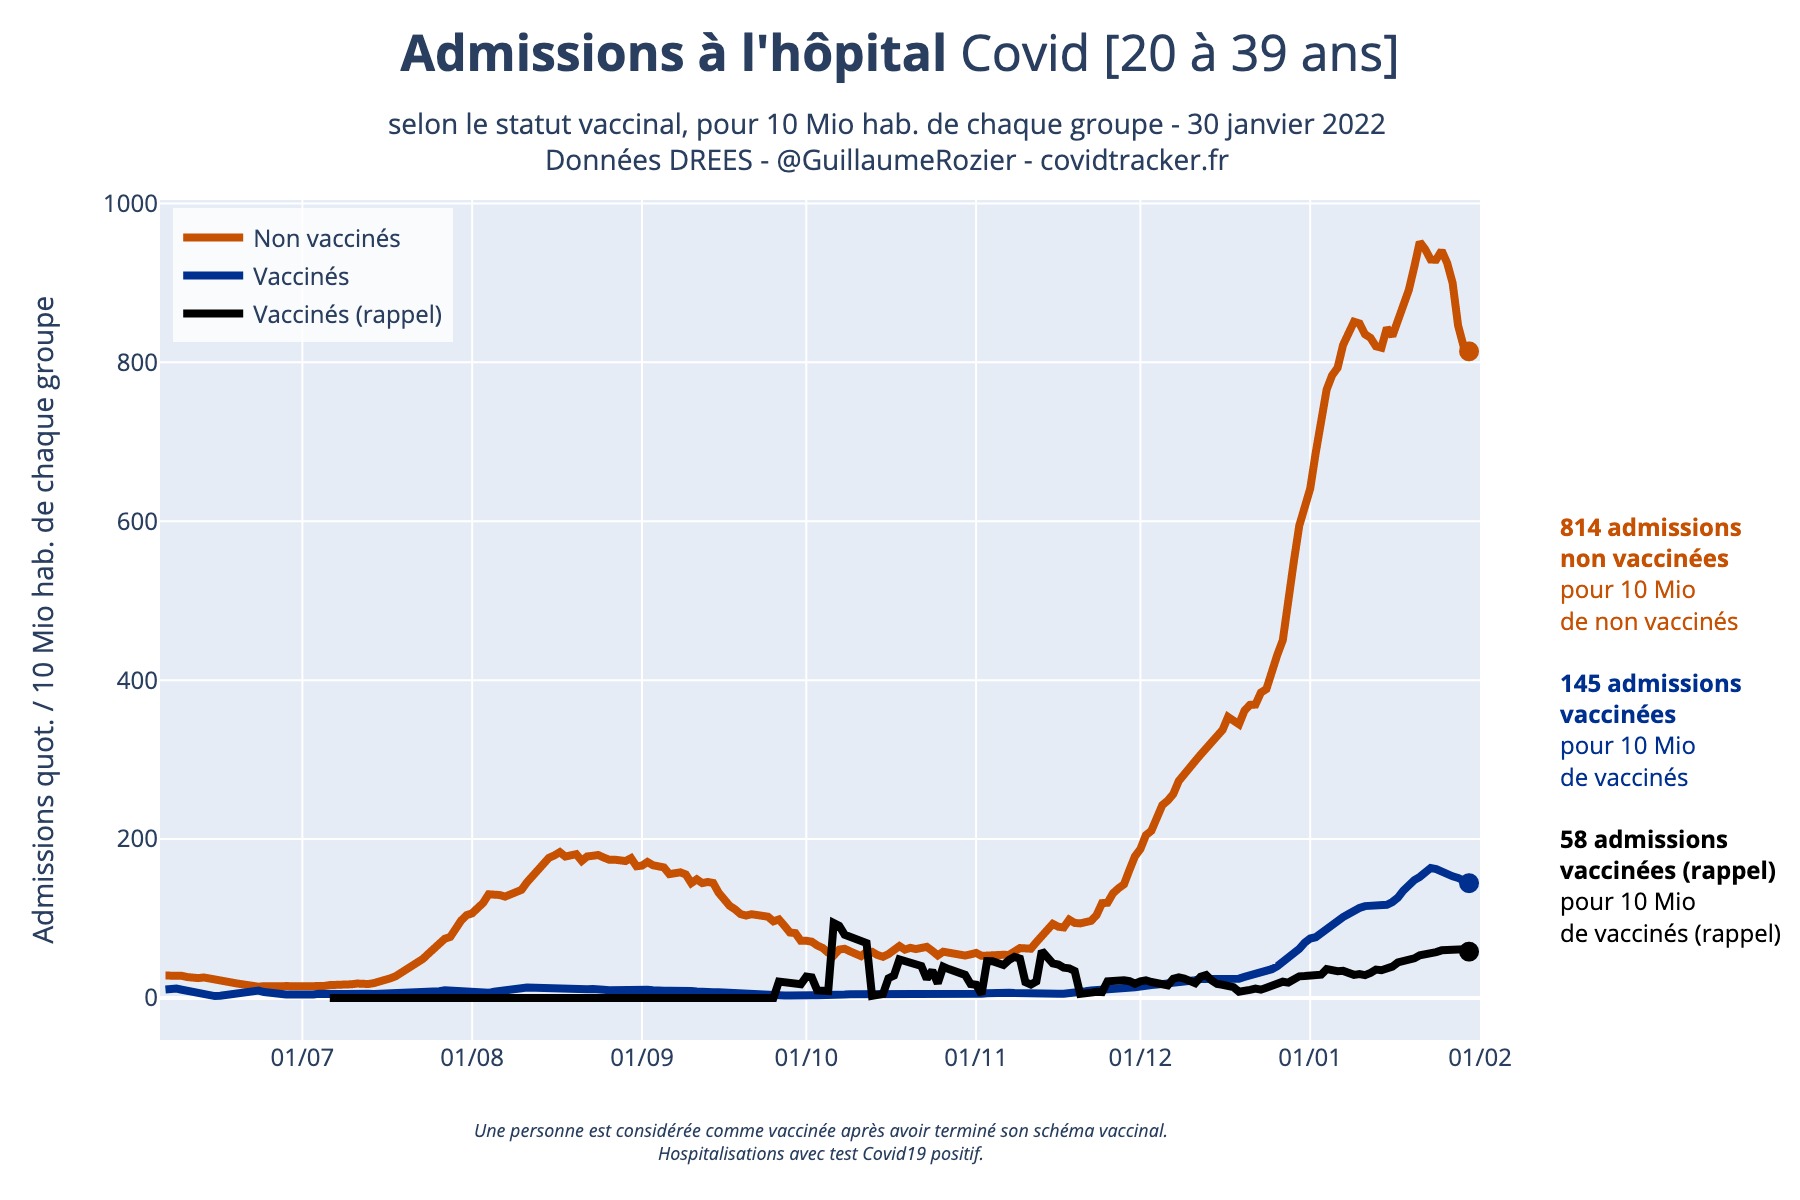 Admissions à l'hôpital Covid [20 à 39 ans]
selon le statut vaccinal, pour 10 Mio hab. de chaque groupe - 30 janvier 2022
Données DREES - @GuillaumeRozier - covidtracker.fr
Admissions quot. / 10 Mio hab. de chaque groupe
1000
800
600
400
200
0
Non vaccinés
Vaccinés
Vaccinés (rappel)
814 admissions
non vaccinées
pour 10 Mio
de non vaccinés
145 admissions
vaccinées
pour 10 Mio
de vaccinés
58 admissions
vaccinées (rappel)
pour 10 Mio
de vaccinés (rappel)
01/07 01/08 01/09 01/10 01/11 01/12 01/01 01/02
Une personne est considérée comme vaccinée après avoir terminé son schéma vaccinal.
Hospitalisations avec test Covid19 positif.